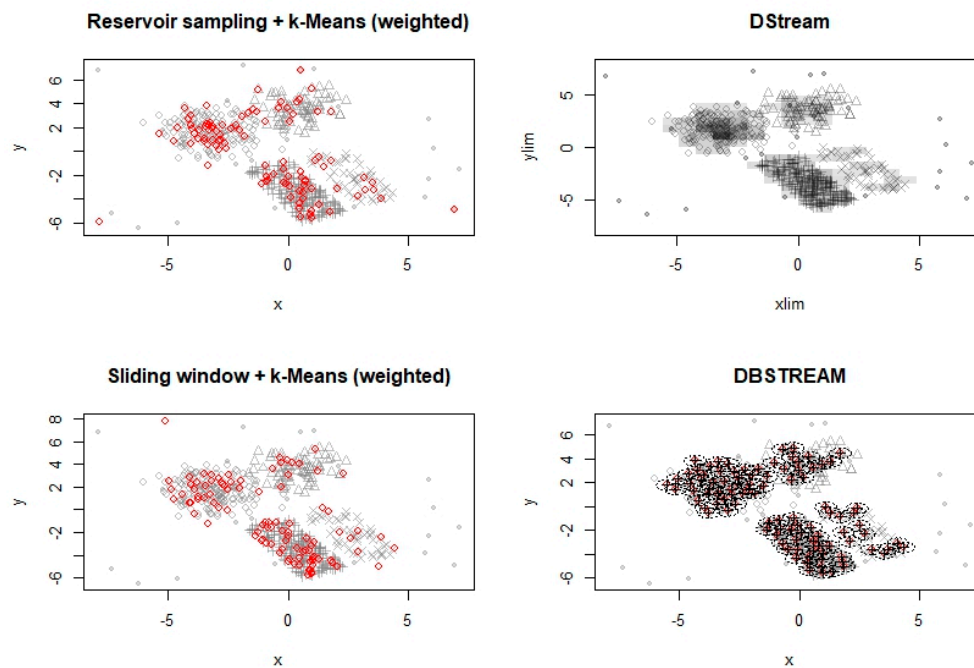 Reservoir sampling + k-Means (weighted)
y
6
4
2
-2
-6
-5
0
5
x
DStream
ylim
5
0
-5
-5
0
5
xlim
Sliding window + k-Means (weighted)
y
8
6
4
2
-2
-6
-5
0
5
x
DBSTREAM
y
6
4
2
-2
-6
-5
0
5
x